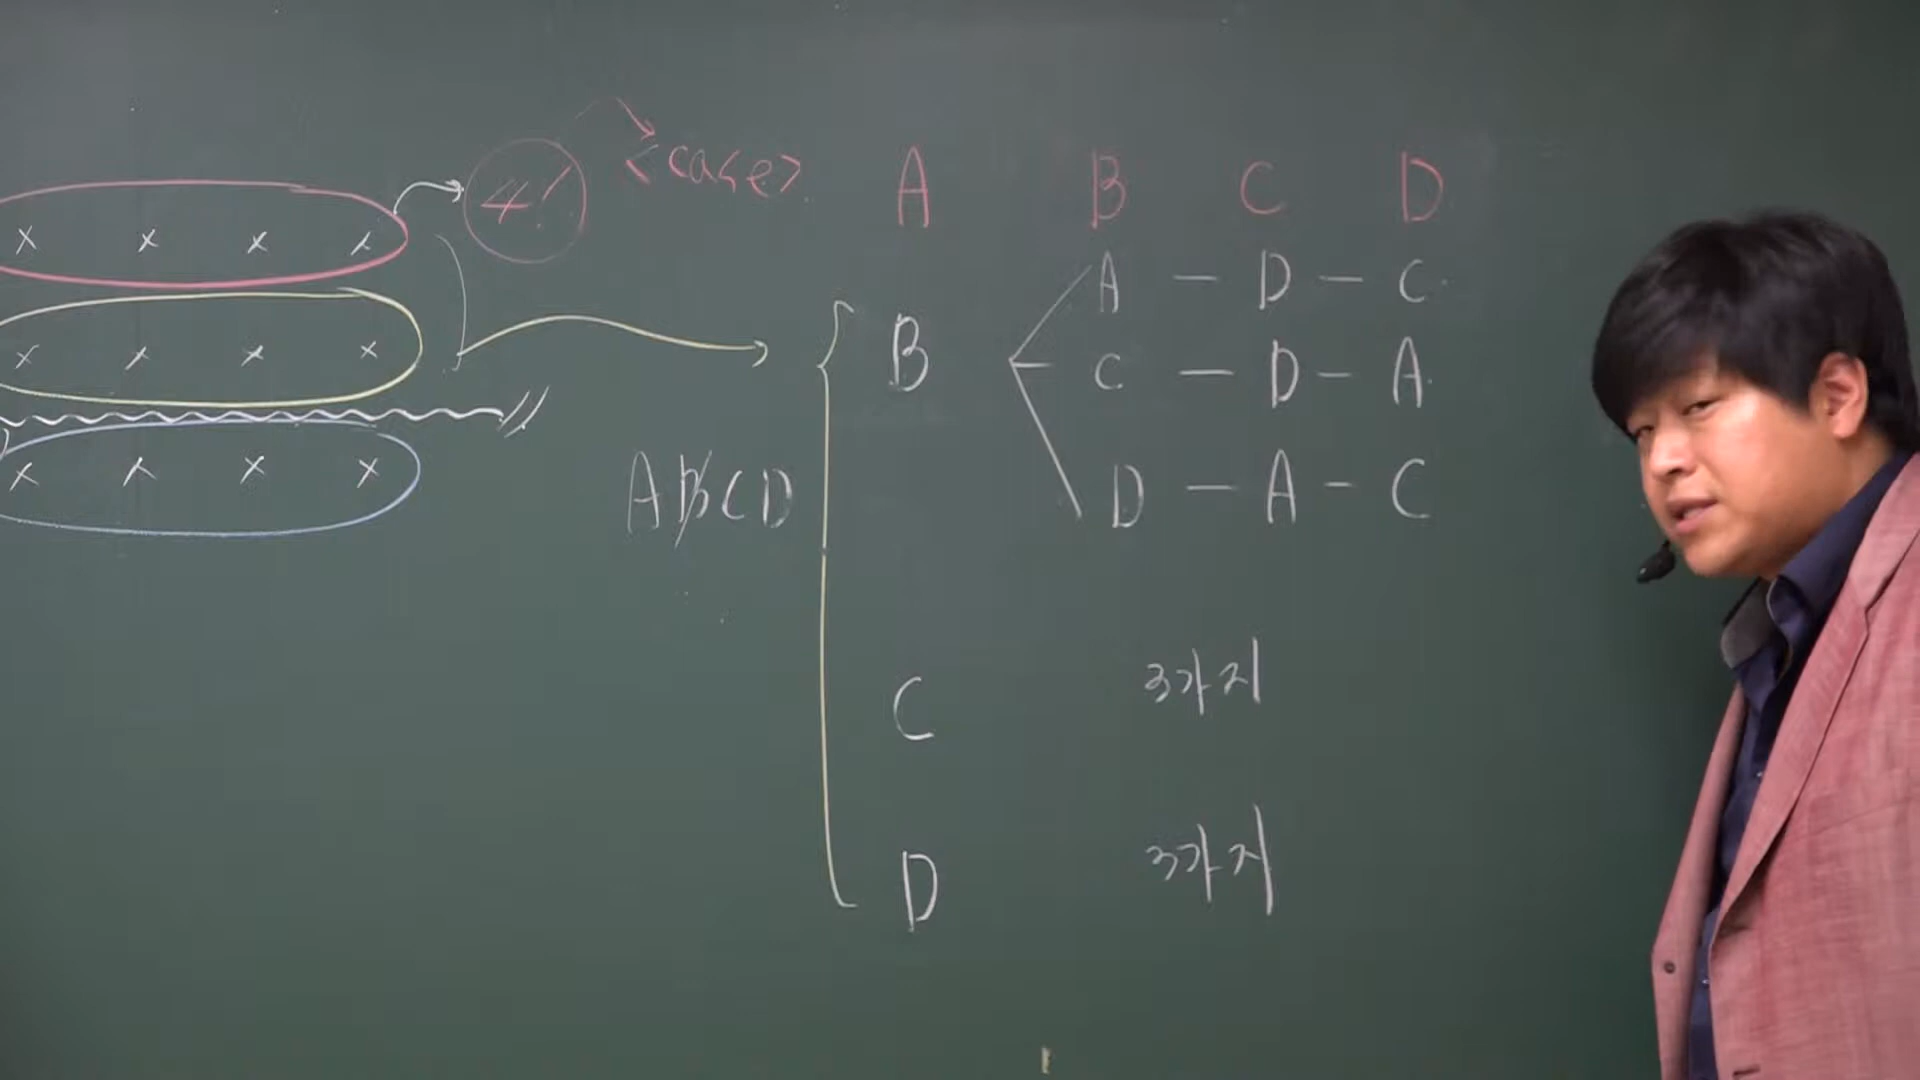 4! <case> A B C D
x x x x
A - D - C
B
x x x x
C - D - A
x x x x
ABCD
D - A - C
C 3가지
D 3가지